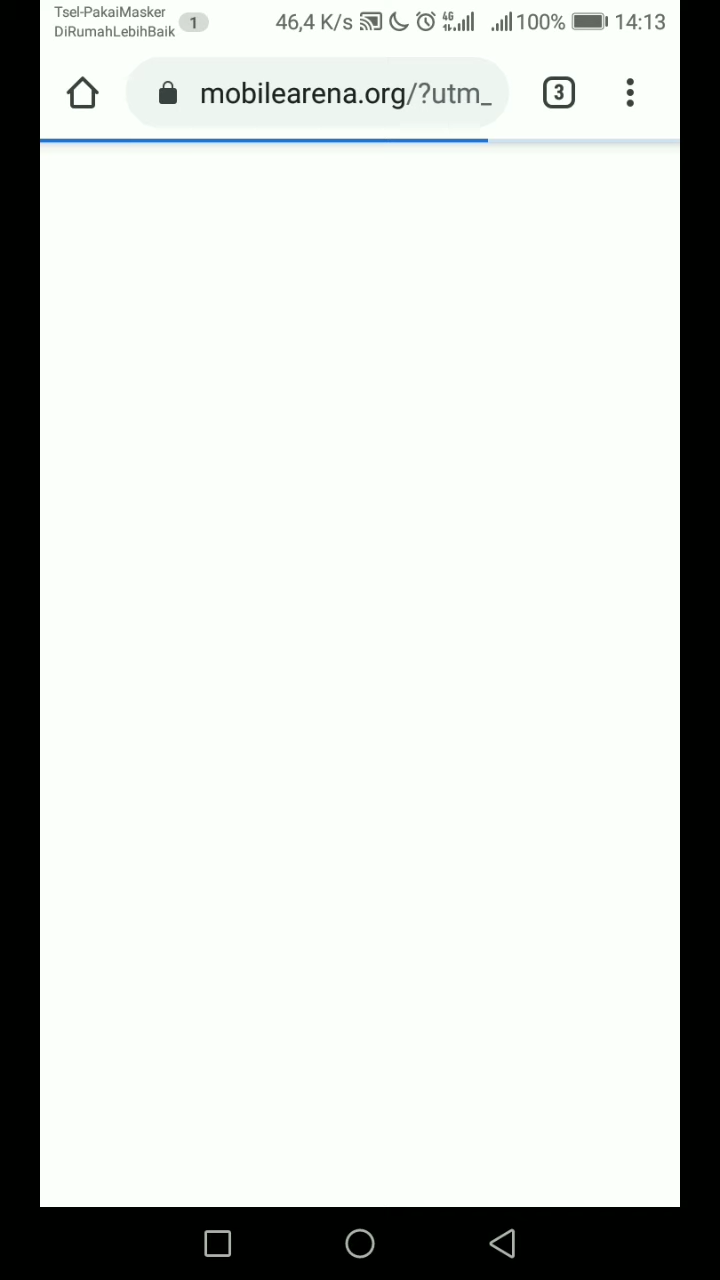 Tsel-PakaiMasker
DiRumahLebihBaik
1
46,4 K/s 4G 100% 14:13
mobilearena.org/?utm_
3